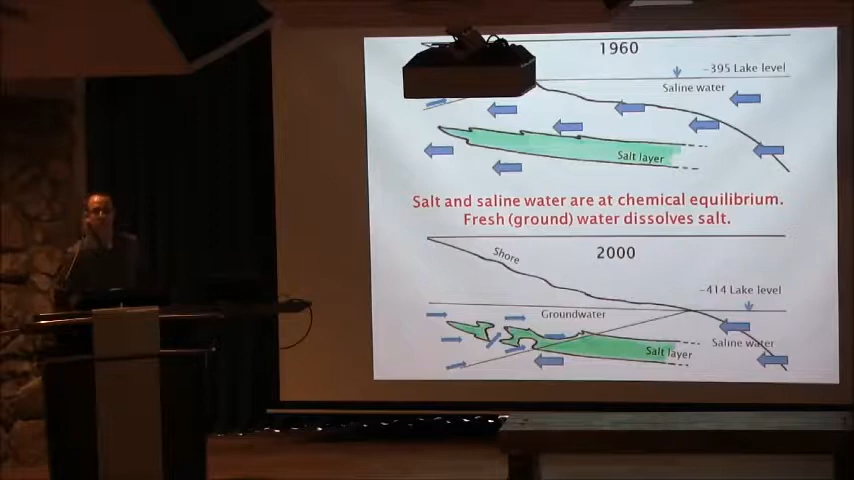 1960
-395 Lake level
Saline water
Salt layer
Salt and saline water are at chemical equilibrium.
Fresh (ground) water dissolves salt.
2000
Shore
-414 Lake level
Groundwater
Saline water
Salt layer